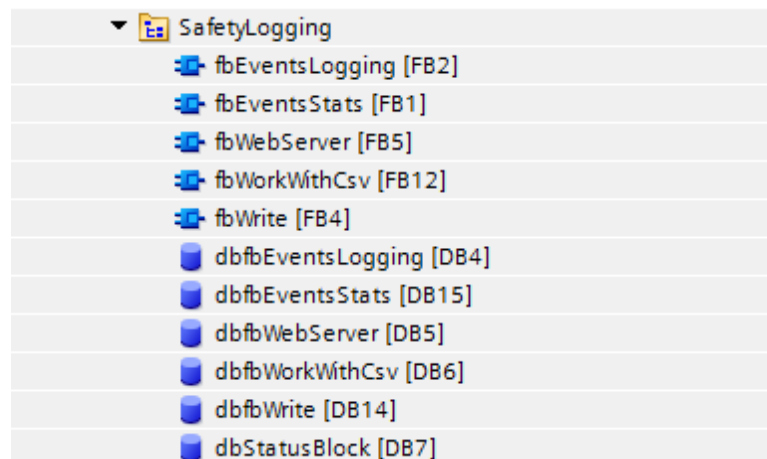 SafetyLogging
fbEventsLogging [FB2]
fbEventsStats [FB1]
fbWebServer [FB5]
fbWorkWithCsv [FB12]
fbWrite [FB4]
dbfbEventsLogging [DB4]
dbfbEventsStats [DB15]
dbfbWebServer [DB5]
dbfbWorkWithCsv [DB6]
dbfbWrite [DB14]
dbStatusBlock [DB7]